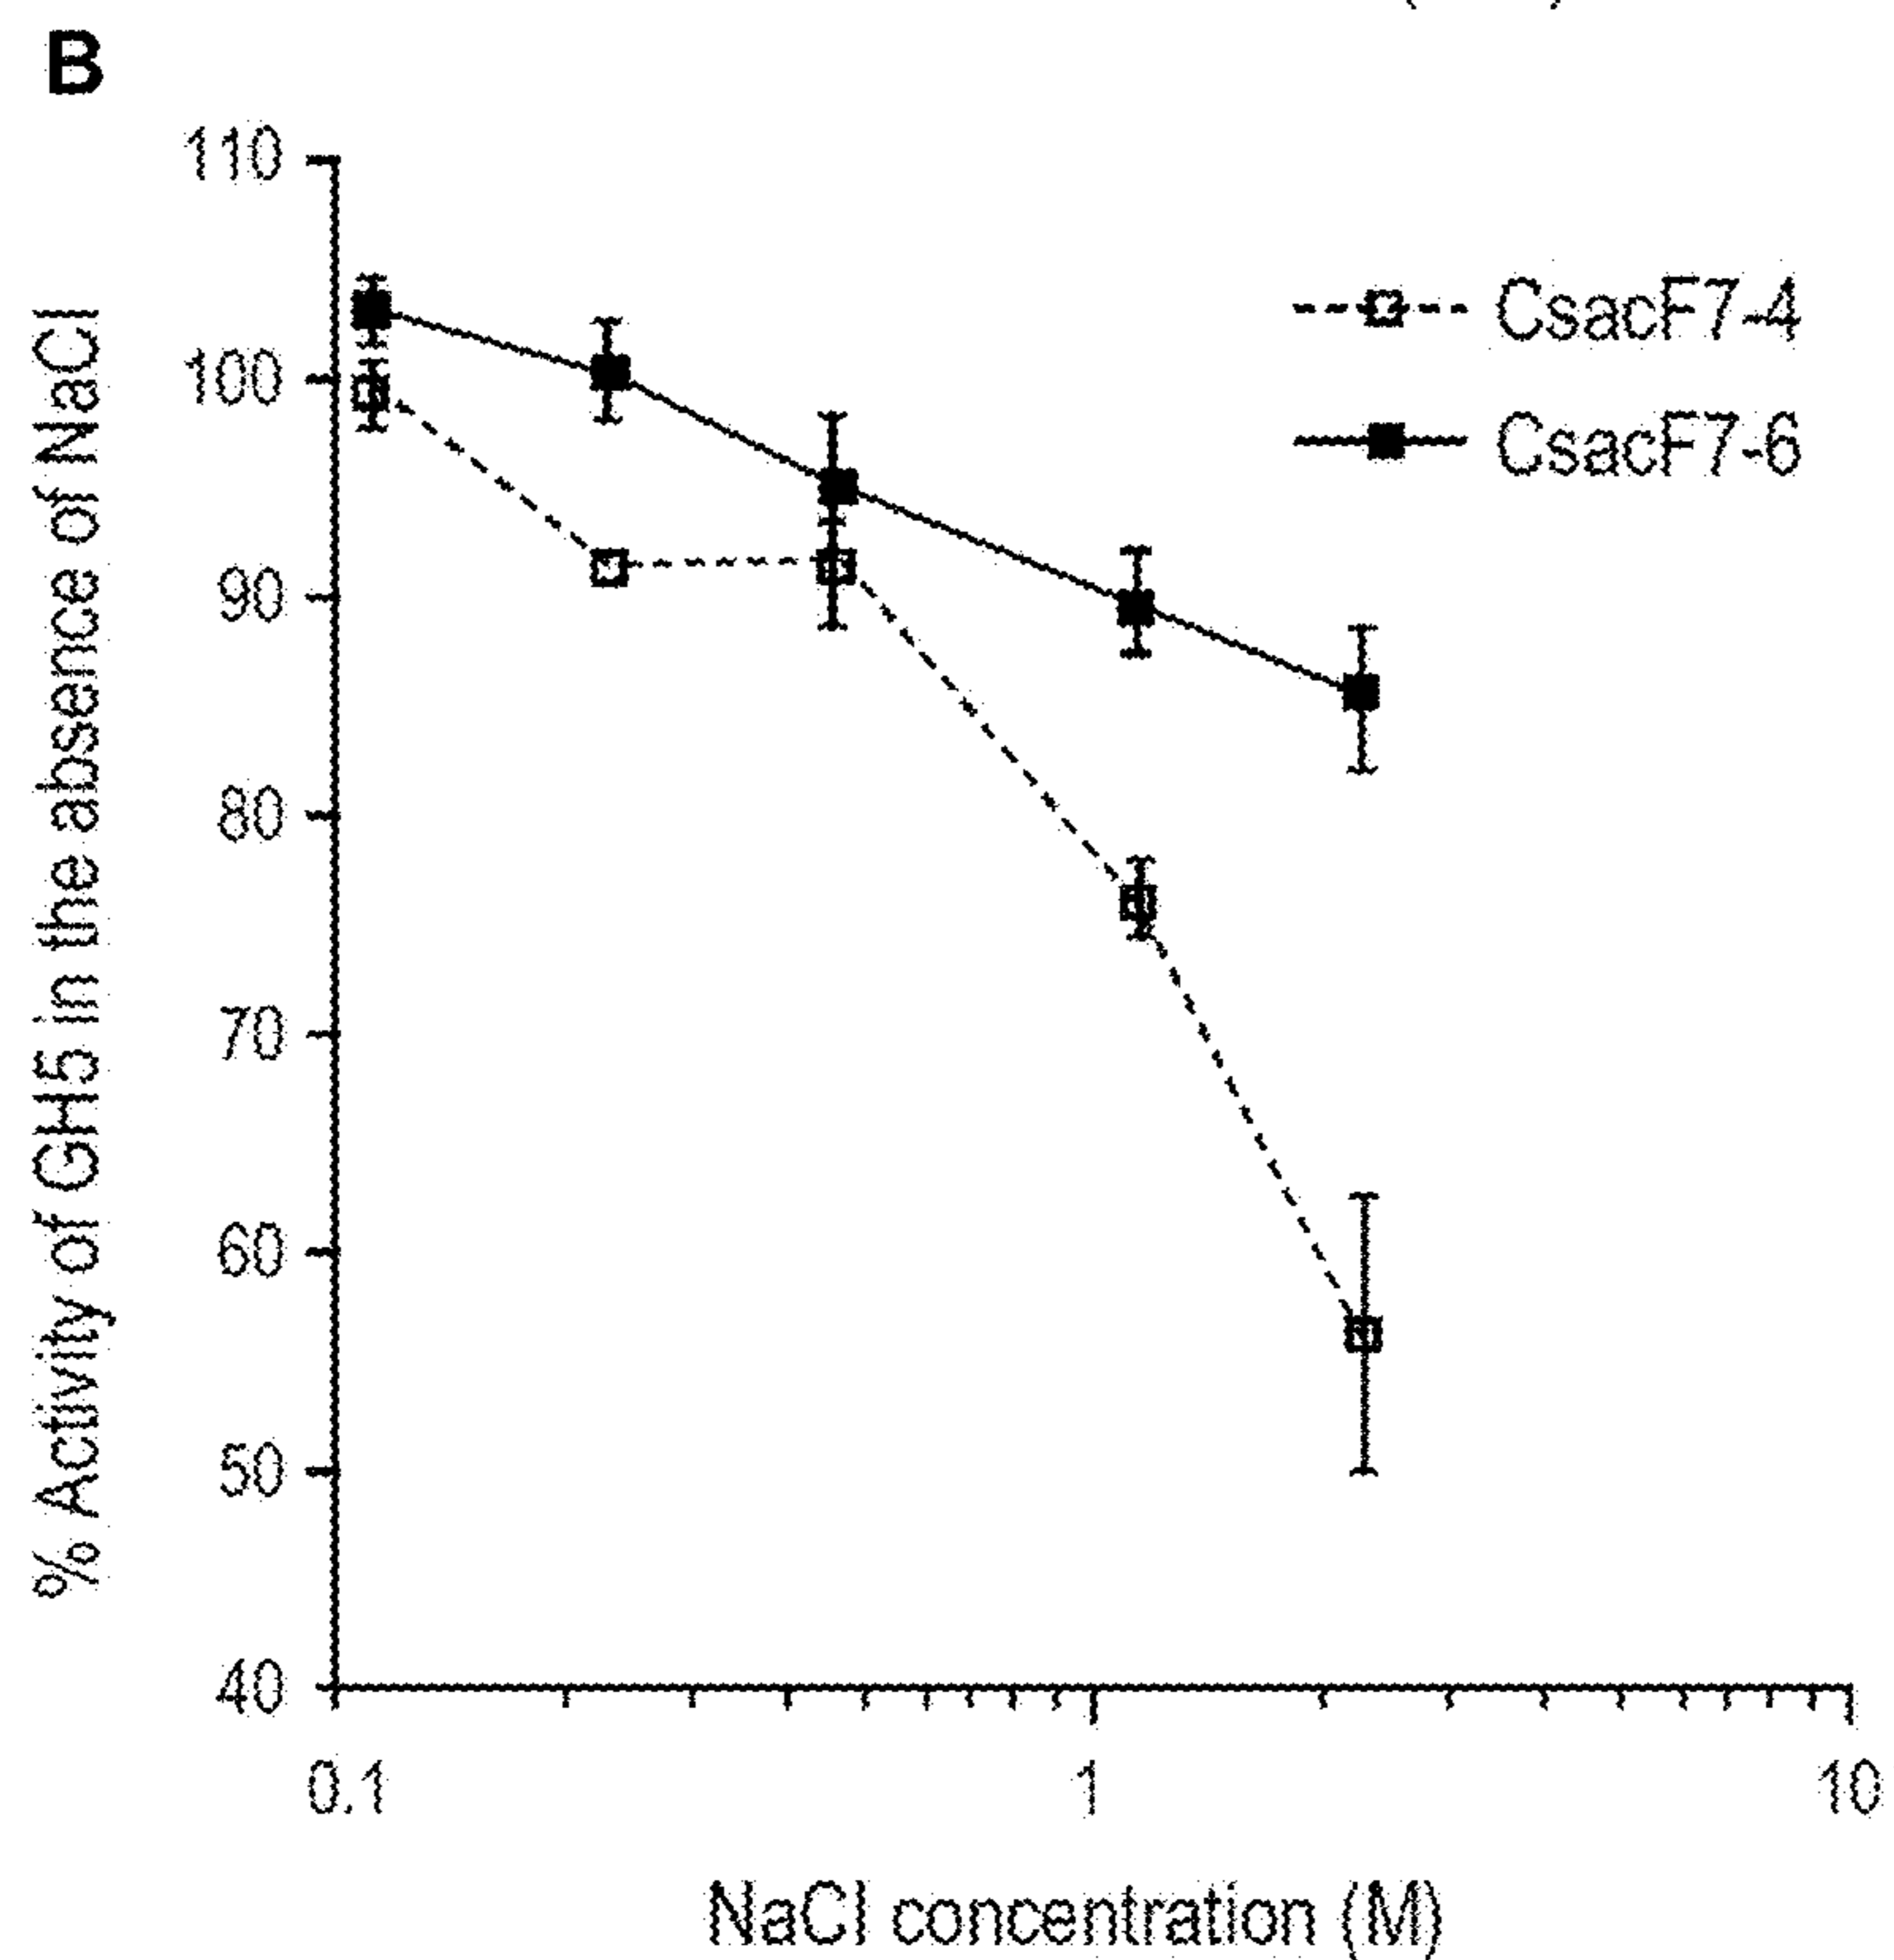 B
110
100
90
80
70
60
50
40
% Activity of GH5 in the absence of NaCl
CsacF7-4
CsacF7-6
0.1 1 10
NaCl concentration (M)